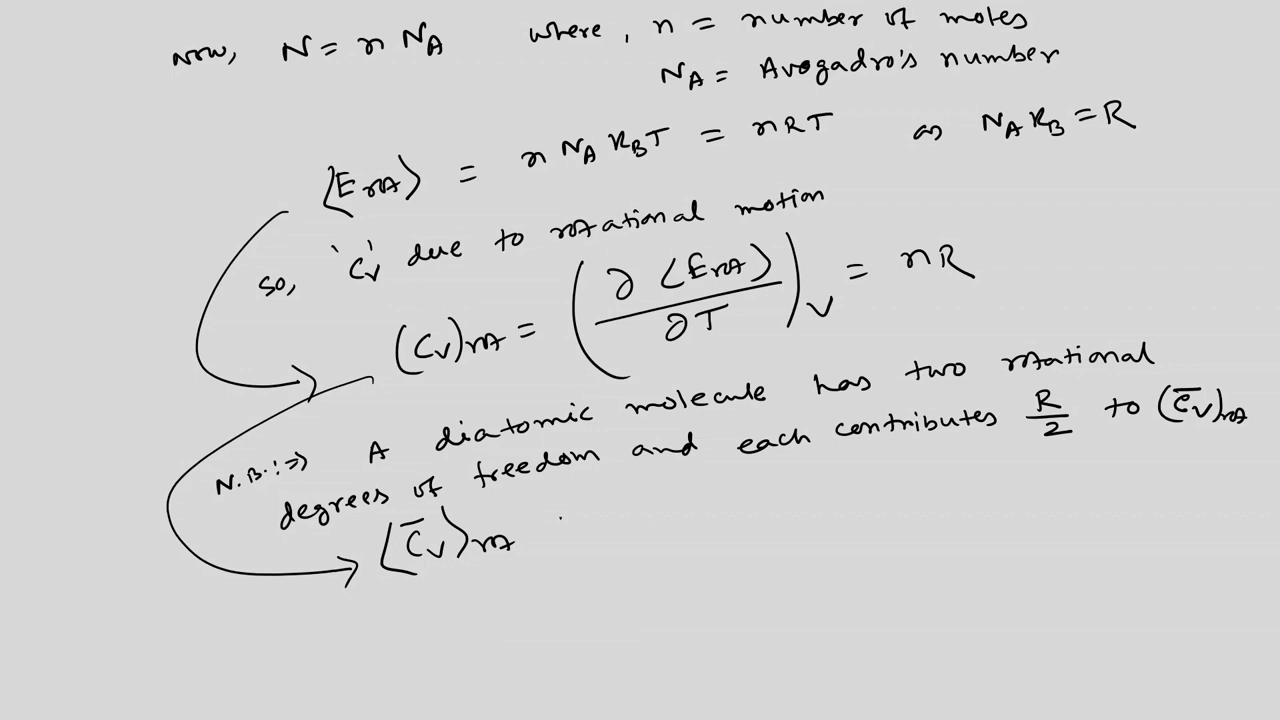 now, N = n N_A where, n = number of moles
N_A = Avogadro's number
⟨E_rot⟩ = n N_A K_B T = nRT as N_A K_B = R
so, 'C_V' due to rotational motion
(C_V)_rot = (∂⟨E_rot⟩/∂T)_V = nR
N.B.:⇒ A diatomic molecule has two rotational
degrees of freedom and each contributes R/2 to (C̅_V)_rot
⟨C̅_V⟩_rot